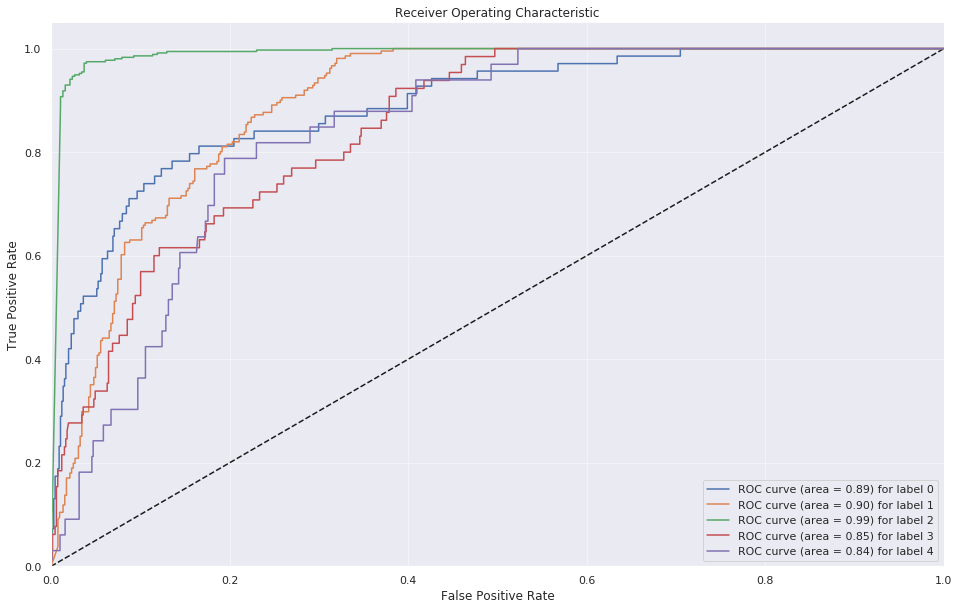 Receiver Operating Characteristic
True Positive Rate
1.0
0.8
0.6
0.4
0.2
0.0
0.0 0.2 0.4 0.6 0.8 1.0
False Positive Rate
ROC curve (area = 0.89) for label 0
ROC curve (area = 0.90) for label 1
ROC curve (area = 0.99) for label 2
ROC curve (area = 0.85) for label 3
ROC curve (area = 0.84) for label 4